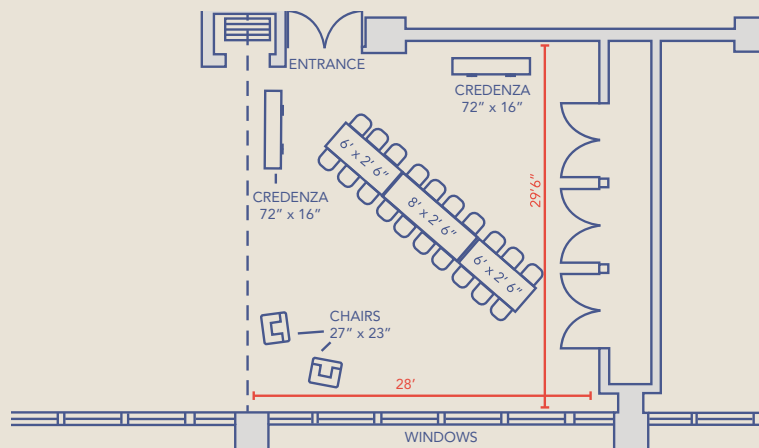 ENTRANCE
CREDENZA
72” x 16”
CREDENZA
72” x 16”
6’ x 2’ 6”
8’ x 2’ 6”
6’ x 2’ 6”
29’6”
CHAIRS
27” x 23”
28’
WINDOWS